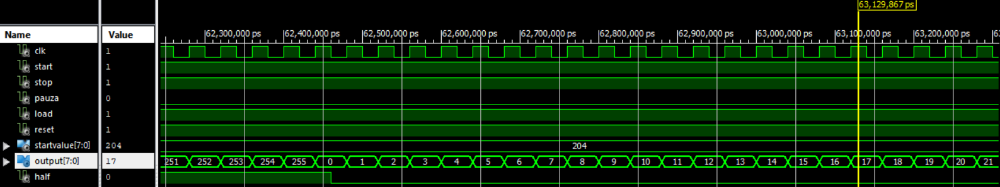 63,129,867 ps
62,300,000 ps 62,400,000 ps 62,500,000 ps 62,600,000 ps 62,700,000 ps 62,800,000 ps 62,900,000 ps 63,000,000 ps 63,100,000 ps 63,200,000 ps
Name Value
clk 1
start 1
stop 1
pauza 0
load 1
reset 1
startvalue[7:0] 204 204
output[7:0] 17 251 252 253 254 255 0 1 2 3 4 5 6 7 8 9 10 11 12 13 14 15 16 17 18 19 20 21
half 0